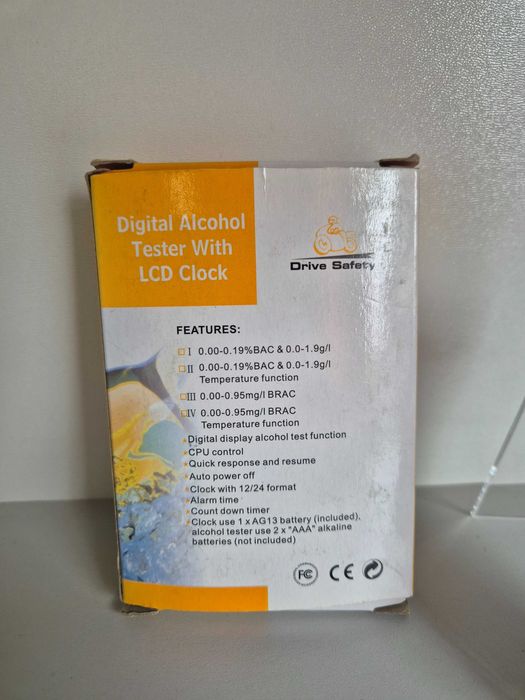 Digital Alcohol
Tester With
LCD Clock
Drive Safety
FEATURES:
I 0.00-0.19%BAC & 0.0-1.9g/l
II 0.00-0.19%BAC & 0.0-1.9g/l
Temperature function
III 0.00-0.95mg/l BRAC
IV 0.00-0.95mg/l BRAC
Temperature function
Digital display alcohol test function
CPU control
Quick response and resume
Auto power off
Clock with 12/24 format
Alarm time
Count down timer
Clock use 1 x AG13 battery (included),
alcohol tester use 2 x "AAA" alkaline
batteries (not included)
FC CE